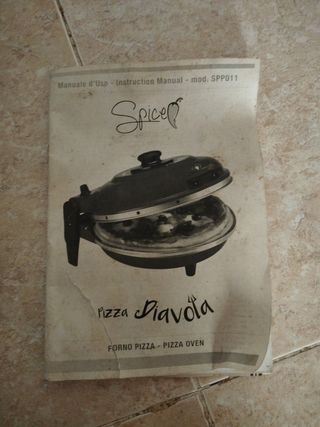 Manuale d'Uso - Instruction Manual - mod. SPP011
Spice
Pizza Diavola
FORNO PIZZA - PIZZA OVEN